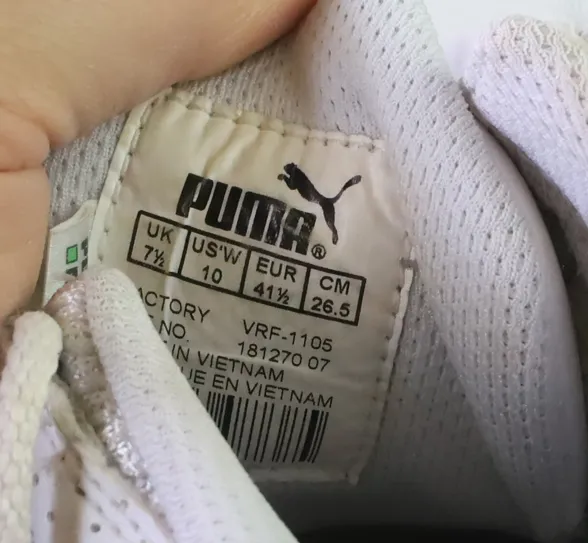 PUMA®
UK US'W EUR CM
7½ 10 41½ 26.5
ACTORY VRF-1105
NO. 181270 07
IN VIETNAM
UE EN VIETNAM